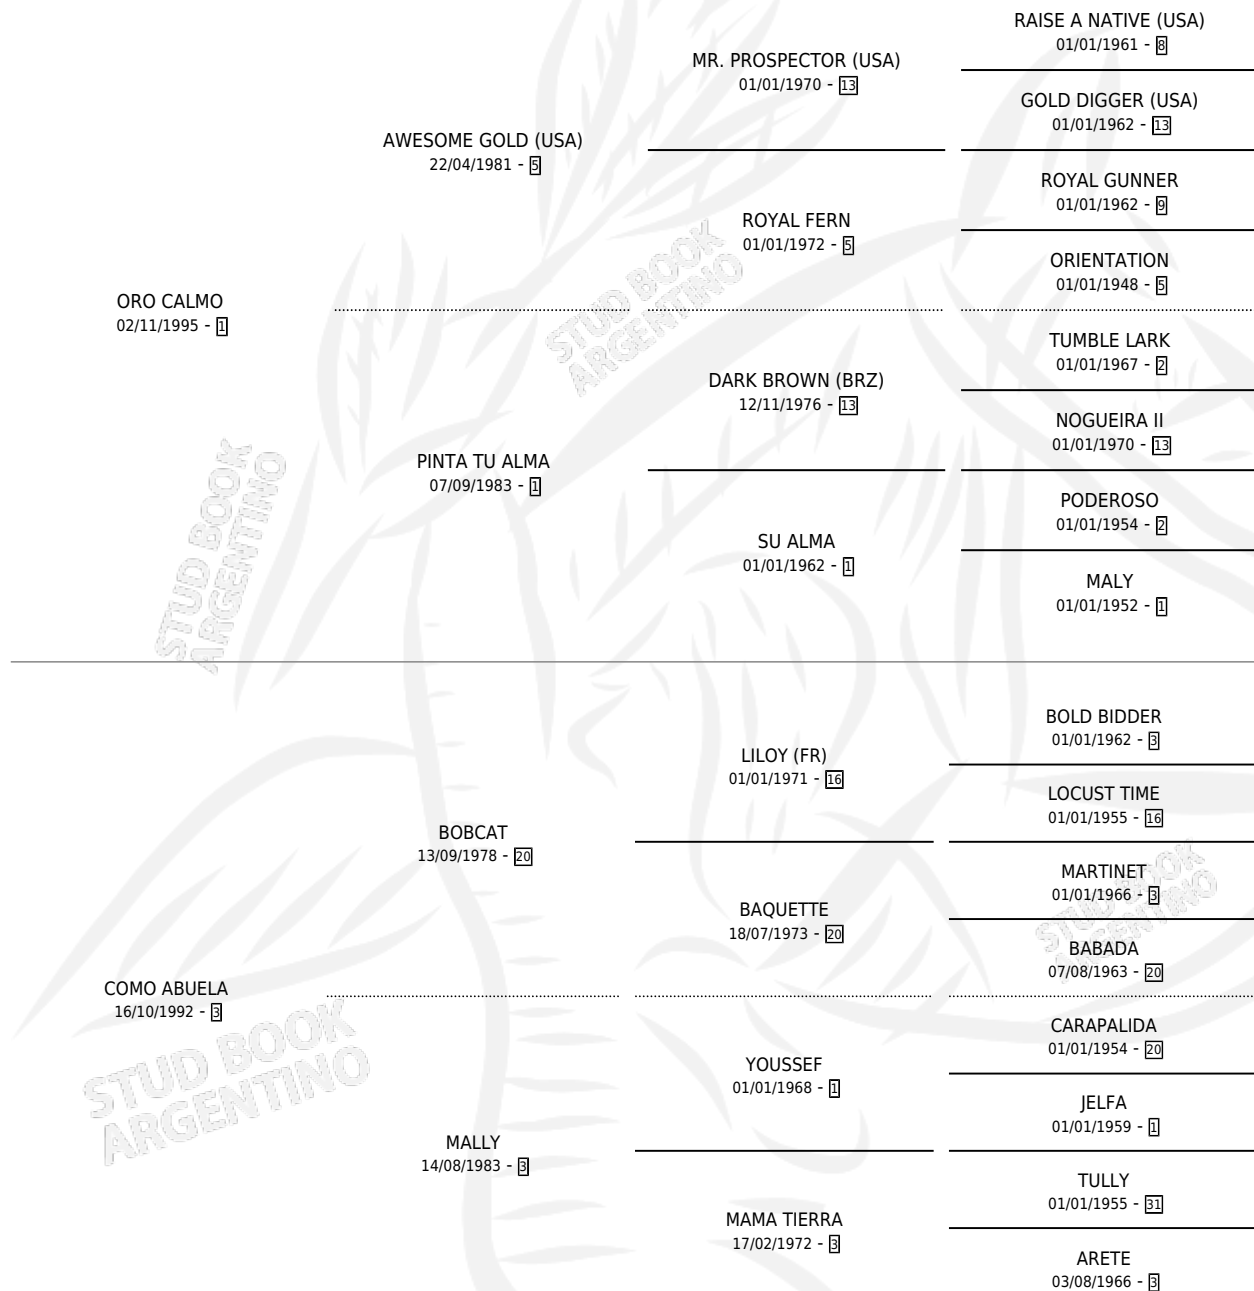 RAISE A NATIVE (USA)
01/01/1961 - 8
MR. PROSPECTOR (USA)
01/01/1970 - 13
GOLD DIGGER (USA)
01/01/1962 - 13
AWESOME GOLD (USA)
22/04/1981 - 5
ROYAL GUNNER
01/01/1962 - 9
ROYAL FERN
01/01/1972 - 5
ORIENTATION
01/01/1948 - 5
ORO CALMO
02/11/1995 - 1
TUMBLE LARK
01/01/1967 - 2
DARK BROWN (BRZ)
12/11/1976 - 13
NOGUEIRA II
01/01/1970 - 13
PINTA TU ALMA
07/09/1983 - 1
PODEROSO
01/01/1954 - 2
SU ALMA
01/01/1962 - 1
MALY
01/01/1952 - 1
BOLD BIDDER
01/01/1962 - 3
LILOY (FR)
01/01/1971 - 16
LOCUST TIME
01/01/1955 - 16
BOBCAT
13/09/1978 - 20
MARTINET
01/01/1966 - 3
BAQUETTE
18/07/1973 - 20
BABADA
07/08/1963 - 20
COMO ABUELA
16/10/1992 - 3
CARAPALIDA
01/01/1954 - 20
YOUSSEF
01/01/1968 - 1
JELFA
01/01/1959 - 1
MALLY
14/08/1983 - 3
TULLY
01/01/1955 - 31
MAMA TIERRA
17/02/1972 - 3
ARETE
03/08/1966 - 3
STUD BOOK
ARGENTINO
STUD BOOK
ARGENTINO
STUD BOOK
ARGENTINO
STUD BOOK
ARGENTINO